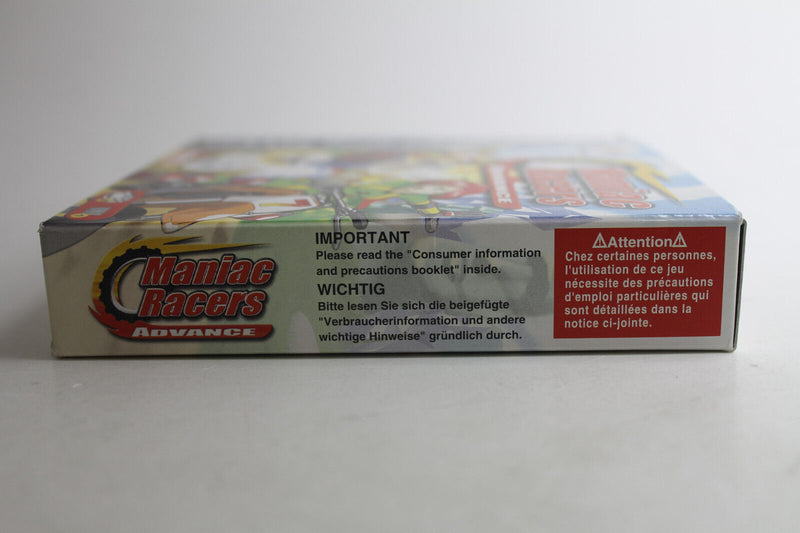 Maniac
Racers
ADVANCE
IMPORTANT
Please read the "Consumer information
and precautions booklet" inside.
WICHTIG
Bitte lesen Sie sich die beigefügte
"Verbraucherinformation und andere
wichtige Hinweise" gründlich durch.
⚠Attention⚠
Chez certaines personnes,
l'utilisation de ce jeu
nécessite des précautions
d'emploi particulières qui
sont détaillées dans la
notice ci-jointe.